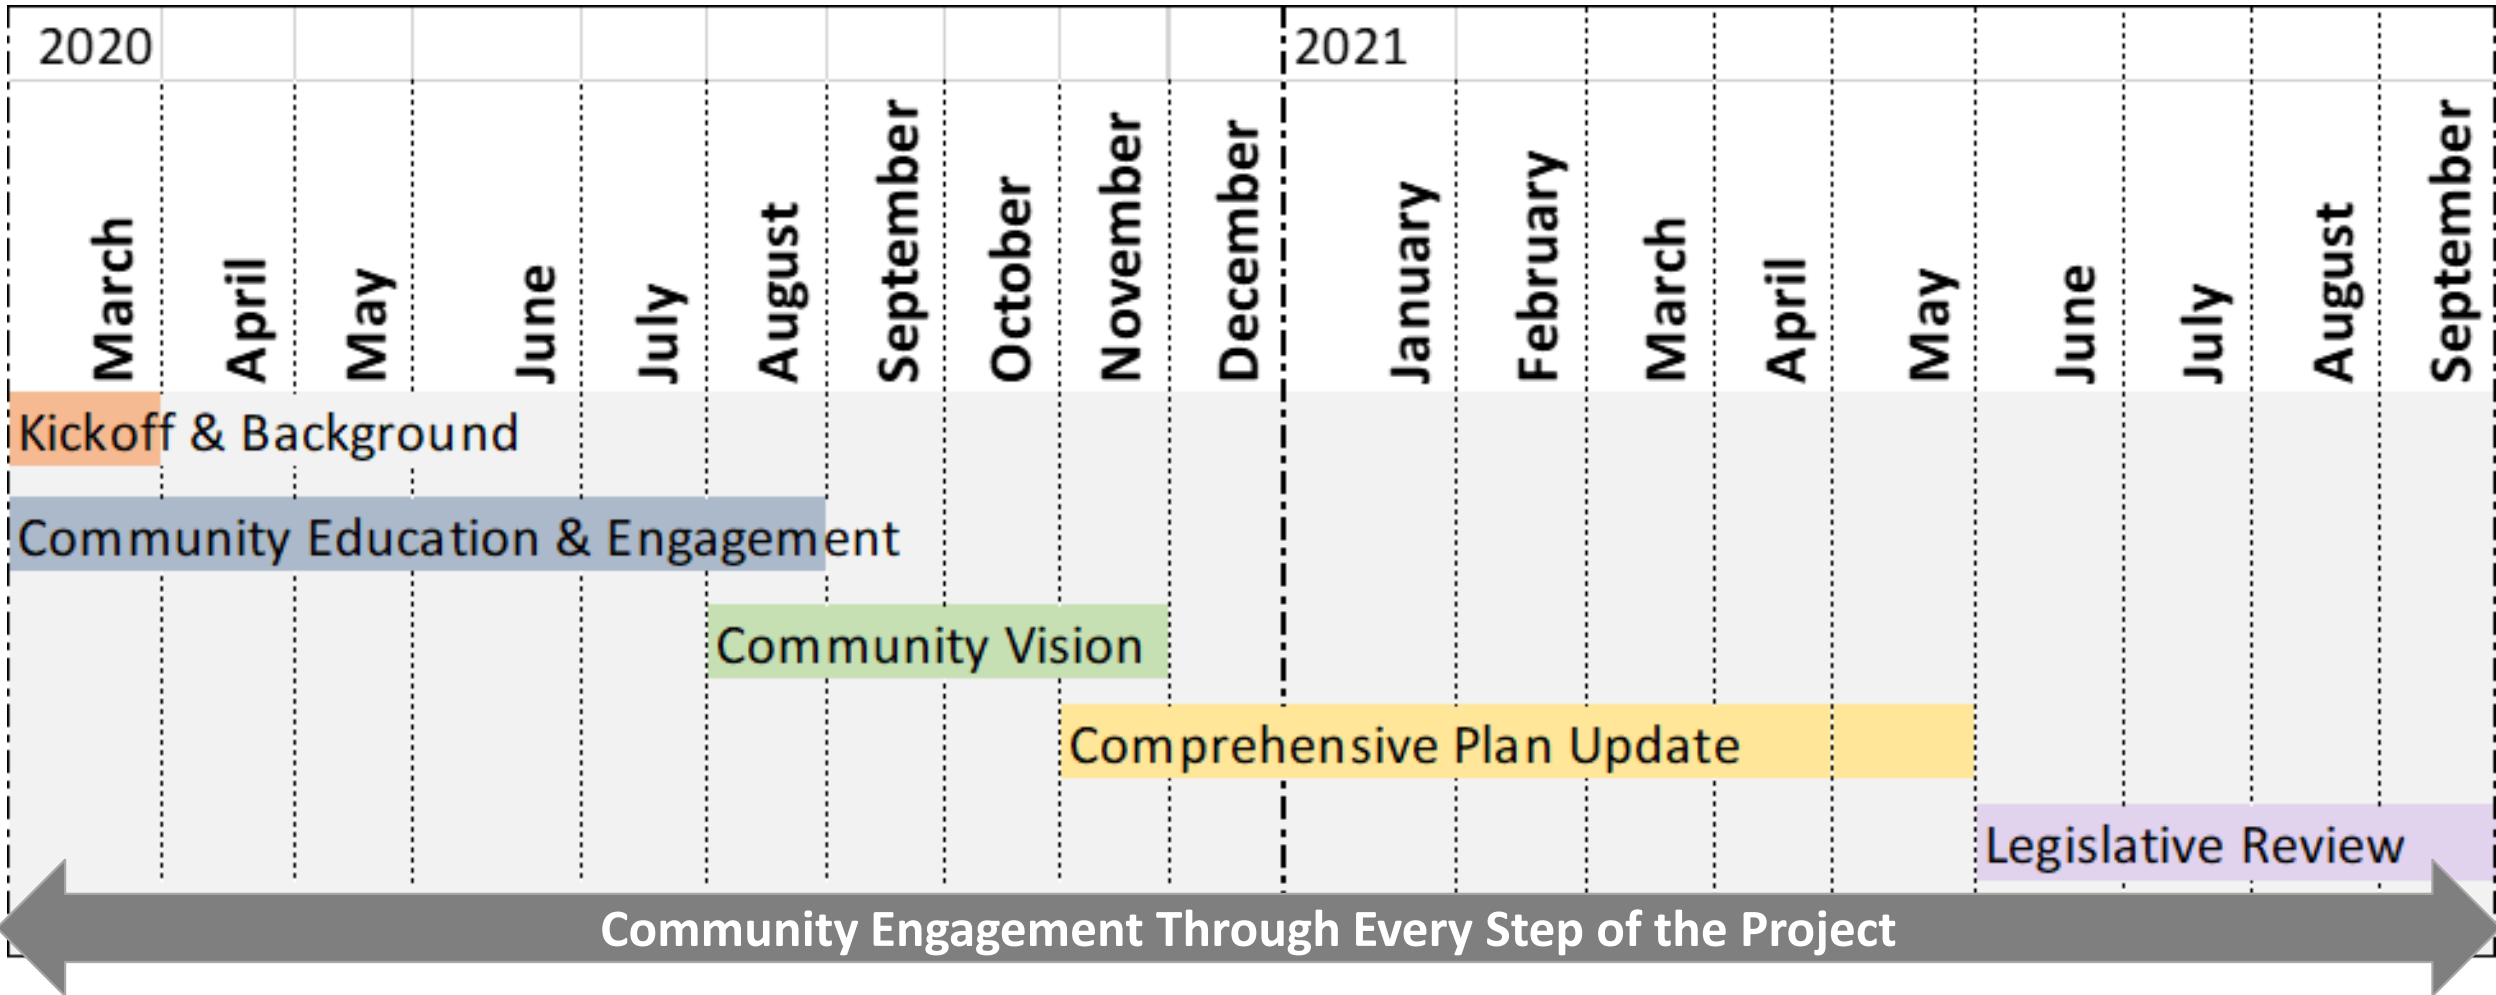 2020
2021
March
April
May
June
July
August
September
October
November
December
January
February
March
April
May
June
July
August
September
Kickoff & Background
Community Education & Engagement
Community Vision
Comprehensive Plan Update
Legislative Review
Community Engagement Through Every Step of the Project